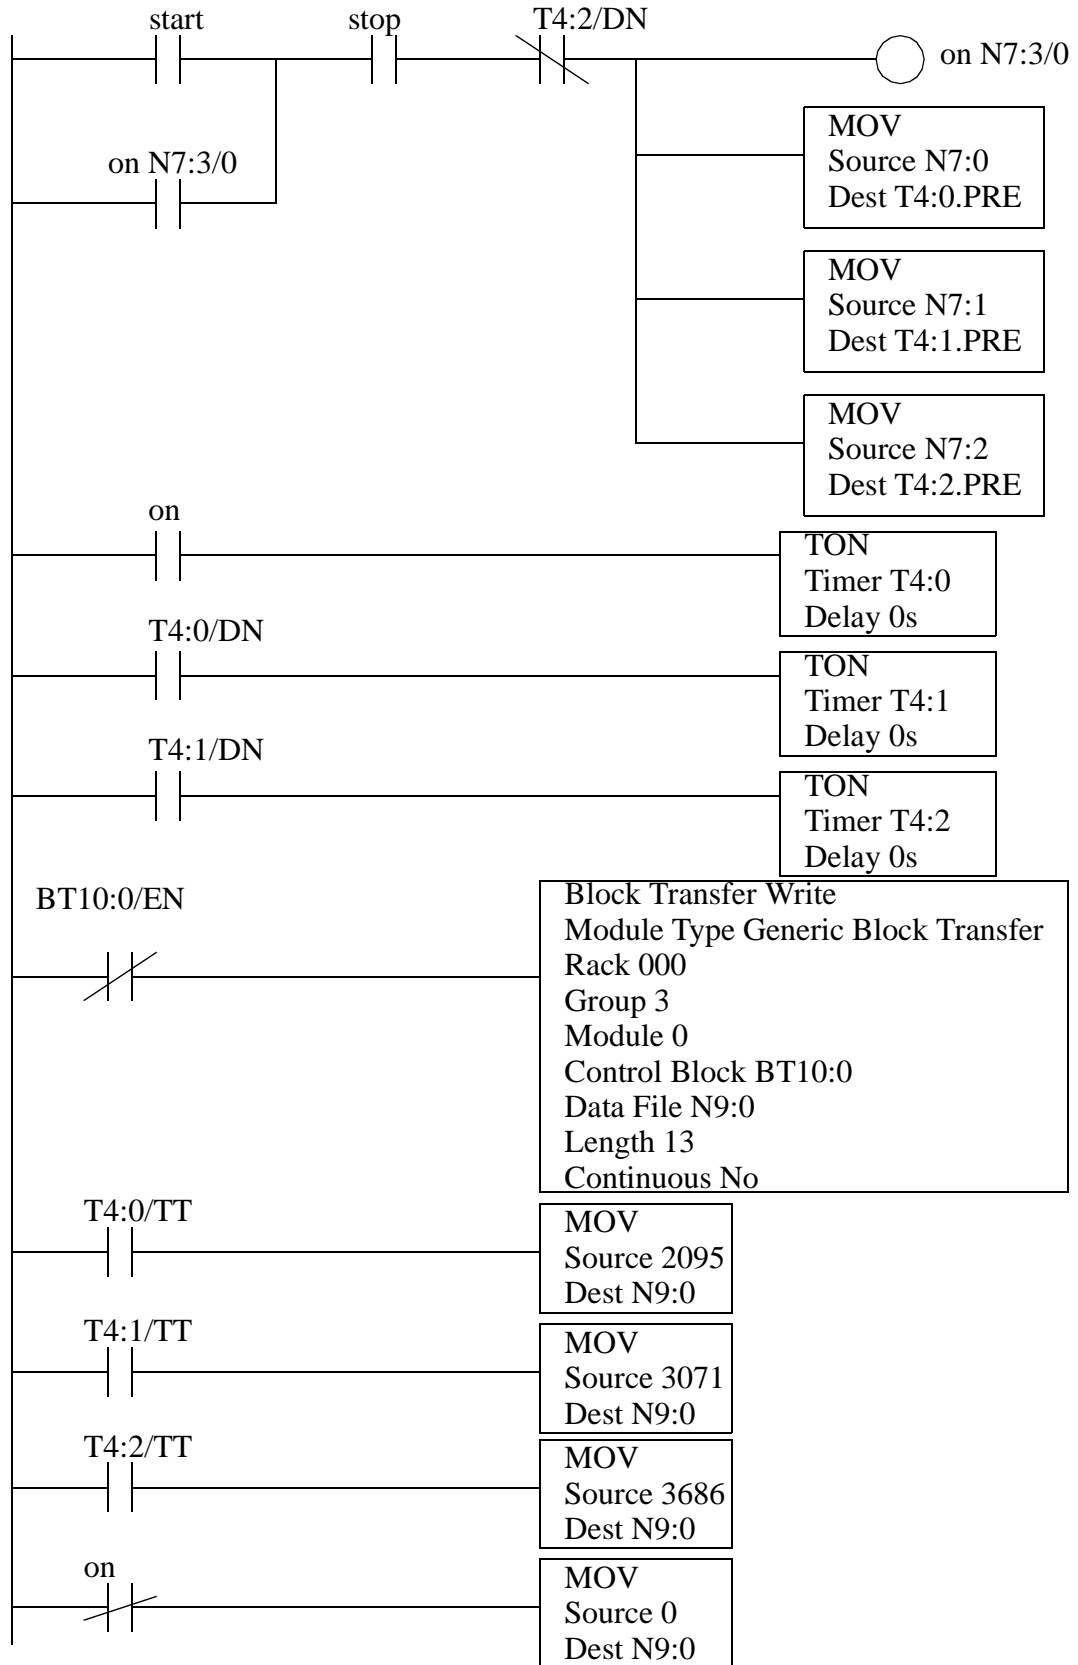 start
stop
T4:2/DN
on N7:3/0
MOV
Source N7:0
Dest T4:0.PRE
on N7:3/0
MOV
Source N7:1
Dest T4:1.PRE
MOV
Source N7:2
Dest T4:2.PRE
on
TON
Timer T4:0
Delay 0s
T4:0/DN
TON
Timer T4:1
Delay 0s
T4:1/DN
TON
Timer T4:2
Delay 0s
BT10:0/EN
Block Transfer Write
Module Type Generic Block Transfer
Rack 000
Group 3
Module 0
Control Block BT10:0
Data File N9:0
Length 13
Continuous No
T4:0/TT
MOV
Source 2095
Dest N9:0
T4:1/TT
MOV
Source 3071
Dest N9:0
T4:2/TT
MOV
Source 3686
Dest N9:0
on
MOV
Source 0
Dest N9:0